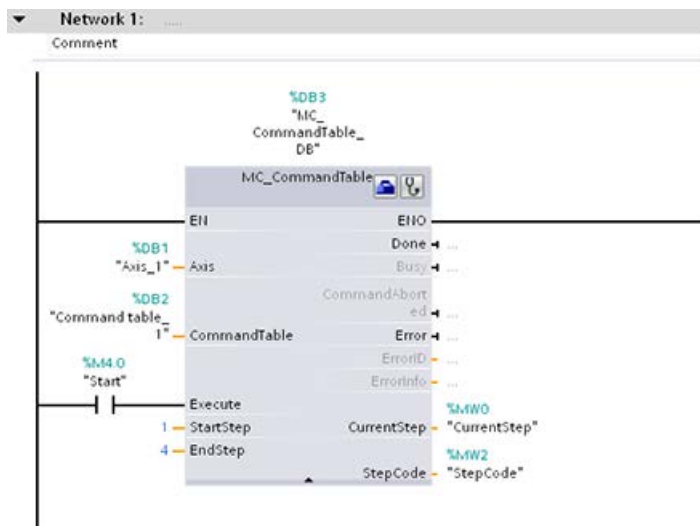 Network 1: .....
Comment
%DB3
"MC_
CommandTable_
DB"
MC_CommandTable
EN
ENO
Done
...
%DB1
"Axis_1"
Axis
Busy
...
CommandAbort
ed
...
%DB2
"Command table_
1"
CommandTable
Error
...
ErrorID
...
%M4.0
"Start"
ErrorInfo
...
Execute
%MW0
1
StartStep
CurrentStep
"CurrentStep"
4
EndStep
%MW2
StepCode
"StepCode"